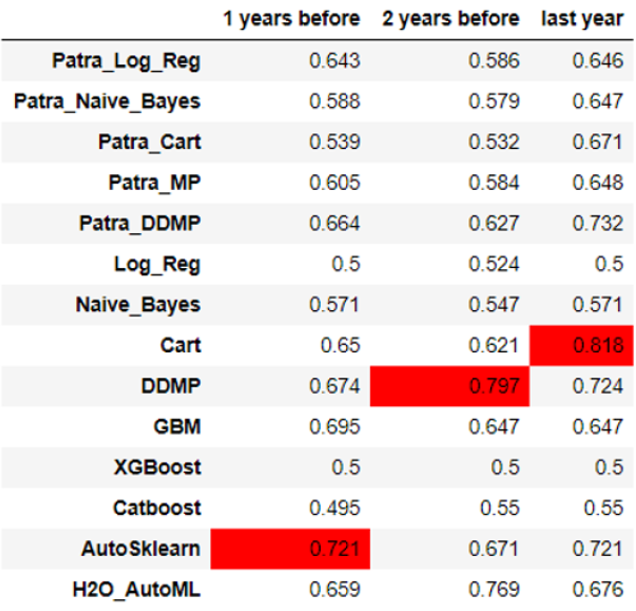 1 years before 2 years before last year
Patra_Log_Reg 0.643 0.586 0.646
Patra_Naive_Bayes 0.588 0.579 0.647
Patra_Cart 0.539 0.532 0.671
Patra_MP 0.605 0.584 0.648
Patra_DDMP 0.664 0.627 0.732
Log_Reg 0.5 0.524 0.5
Naive_Bayes 0.571 0.547 0.571
Cart 0.65 0.621 0.818
DDMP 0.674 0.797 0.724
GBM 0.695 0.647 0.647
XGBoost 0.5 0.5 0.5
Catboost 0.495 0.55 0.55
AutoSklearn 0.721 0.671 0.721
H2O_AutoML 0.659 0.769 0.676